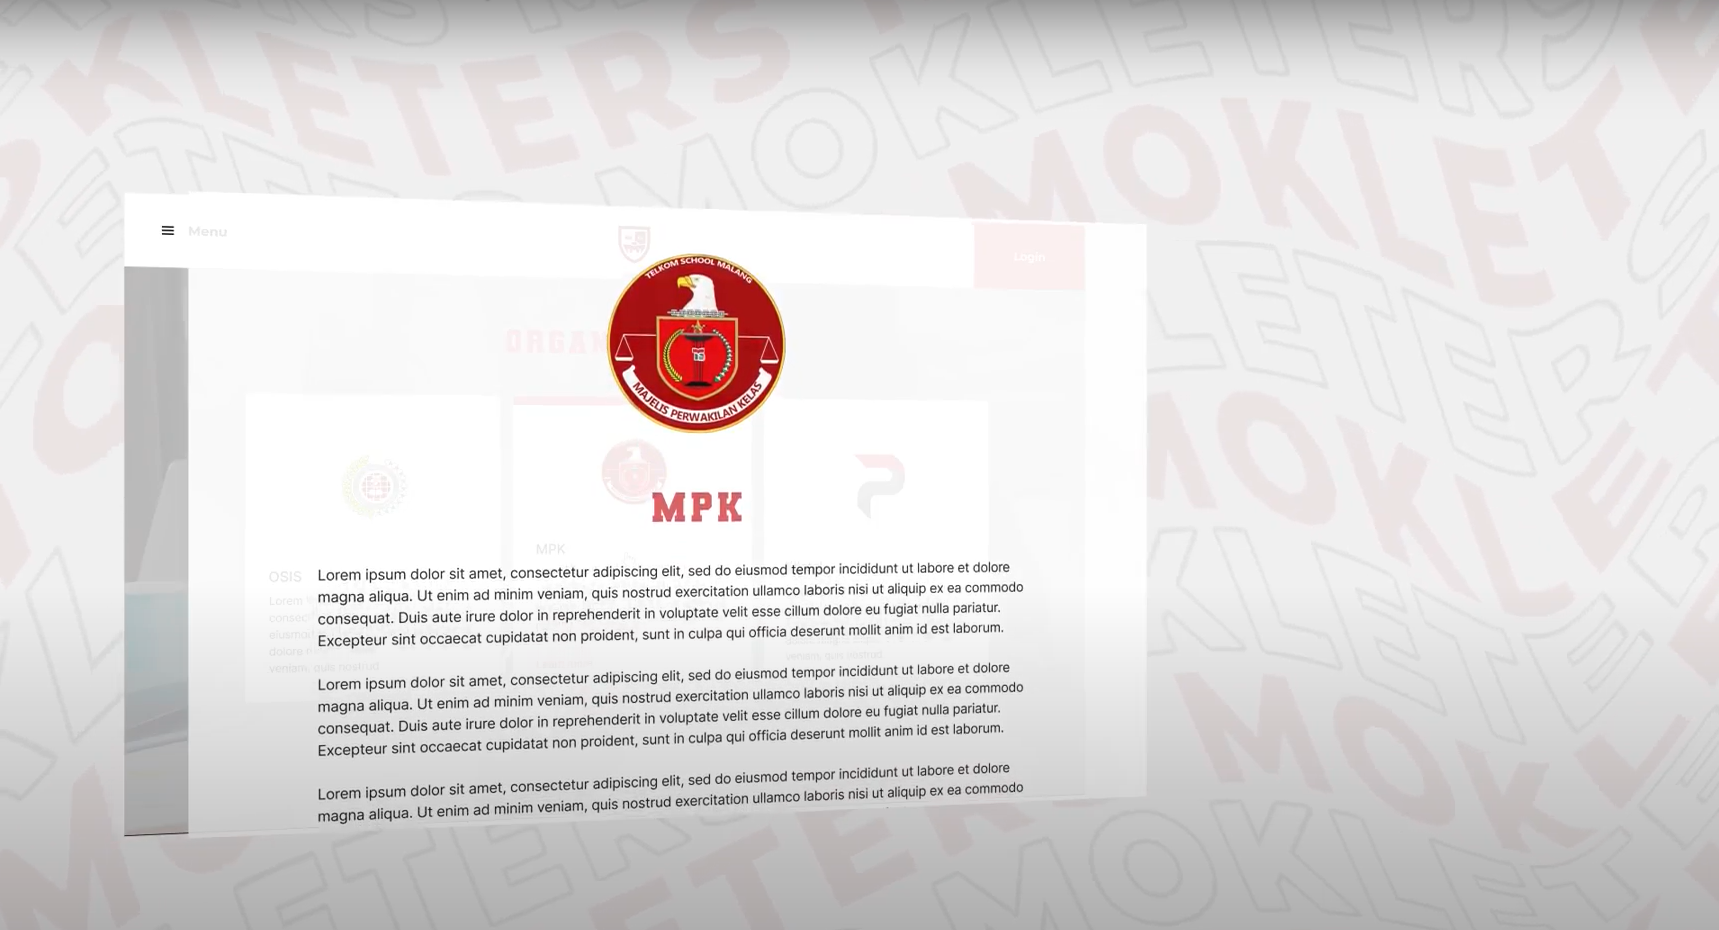 KLETERS
MOKLETERS
MOKLET
Menu
Login
TELKOM SCHOOL MALANG
MAJELIS PERWAKILAN KELAS
MPK
MPK
OSIS
Lorem ipsum dolor sit amet, consectetur adipiscing elit, sed do eiusmod tempor incididunt ut labore et dolore
magna aliqua. Ut enim ad minim veniam, quis nostrud exercitation ullamco laboris nisi ut aliquip ex ea commodo
consequat. Duis aute irure dolor in reprehenderit in voluptate velit esse cillum dolore eu fugiat nulla pariatur.
Excepteur sint occaecat cupidatat non proident, sunt in culpa qui officia deserunt mollit anim id est laborum.
Lorem ipsum dolor sit amet, consectetur adipiscing elit, sed do eiusmod tempor incididunt ut labore et dolore
magna aliqua. Ut enim ad minim veniam, quis nostrud exercitation ullamco laboris nisi ut aliquip ex ea commodo
consequat. Duis aute irure dolor in reprehenderit in voluptate velit esse cillum dolore eu fugiat nulla pariatur.
Excepteur sint occaecat cupidatat non proident, sunt in culpa qui officia deserunt mollit anim id est laborum.
Lorem ipsum dolor sit amet, consectetur adipiscing elit, sed do eiusmod tempor incididunt ut labore et dolore
magna aliqua. Ut enim ad minim veniam, quis nostrud exercitation ullamco laboris nisi ut aliquip ex ea commodo